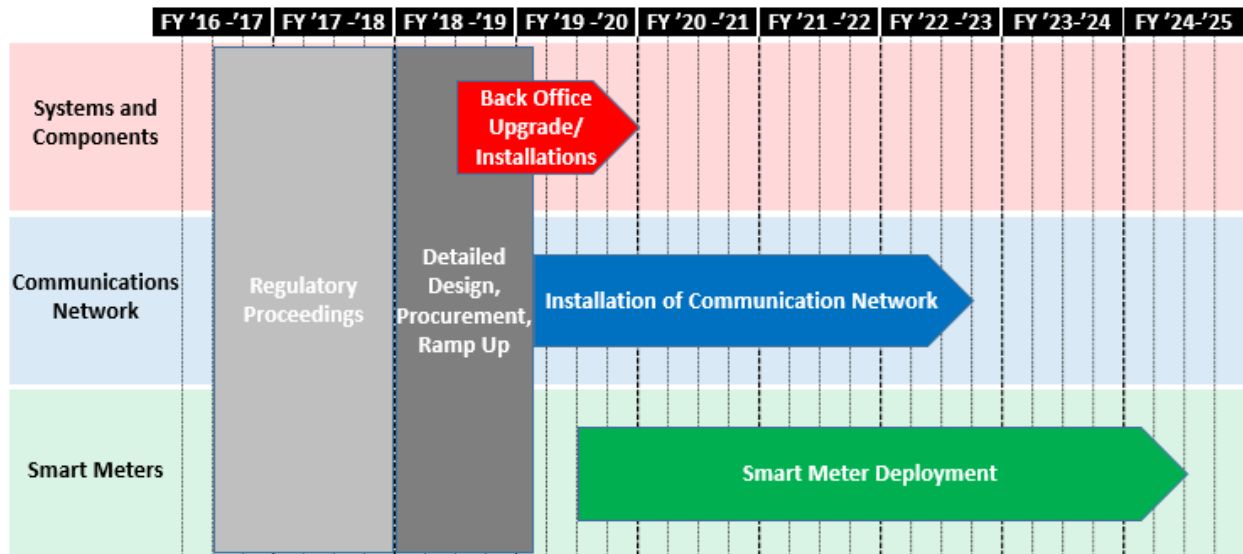 FY ’16 -’17 FY ’17 -’18 FY ’18 -’19 FY ’19 -’20 FY ’20 -’21 FY ’21 -’22 FY ’22 -’23 FY ’23-’24 FY ’24-’25
Systems and
Components
Back Office
Upgrade/
Installations
Communications
Network
Regulatory
Proceedings
Detailed
Design,
Procurement,
Ramp Up
Installation of Communication Network
Smart Meters
Smart Meter Deployment